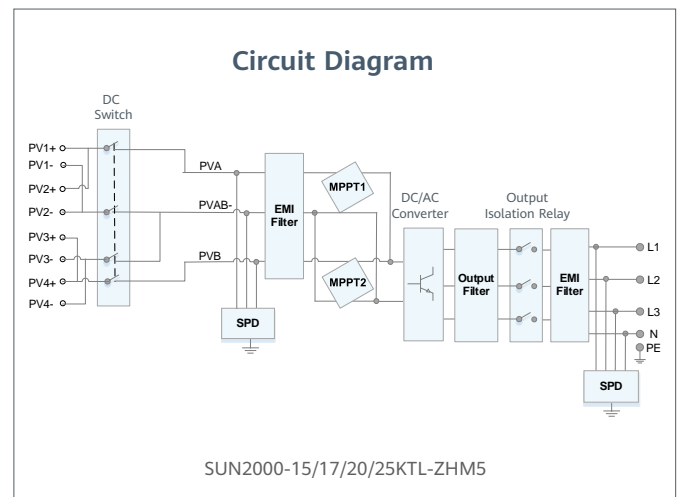 Circuit Diagram
DC
Switch
PV1+
PV1-
PV2+
PV2-
PV3+
PV3-
PV4+
PV4-
PVA
PVAB-
PVB
EMI
Filter
SPD
MPPT1
MPPT2
DC/AC
Converter
Output
Filter
Output
Isolation Relay
EMI
Filter
L1
L2
L3
N
PE
SPD
SUN2000-15/17/20/25KTL-ZHM5